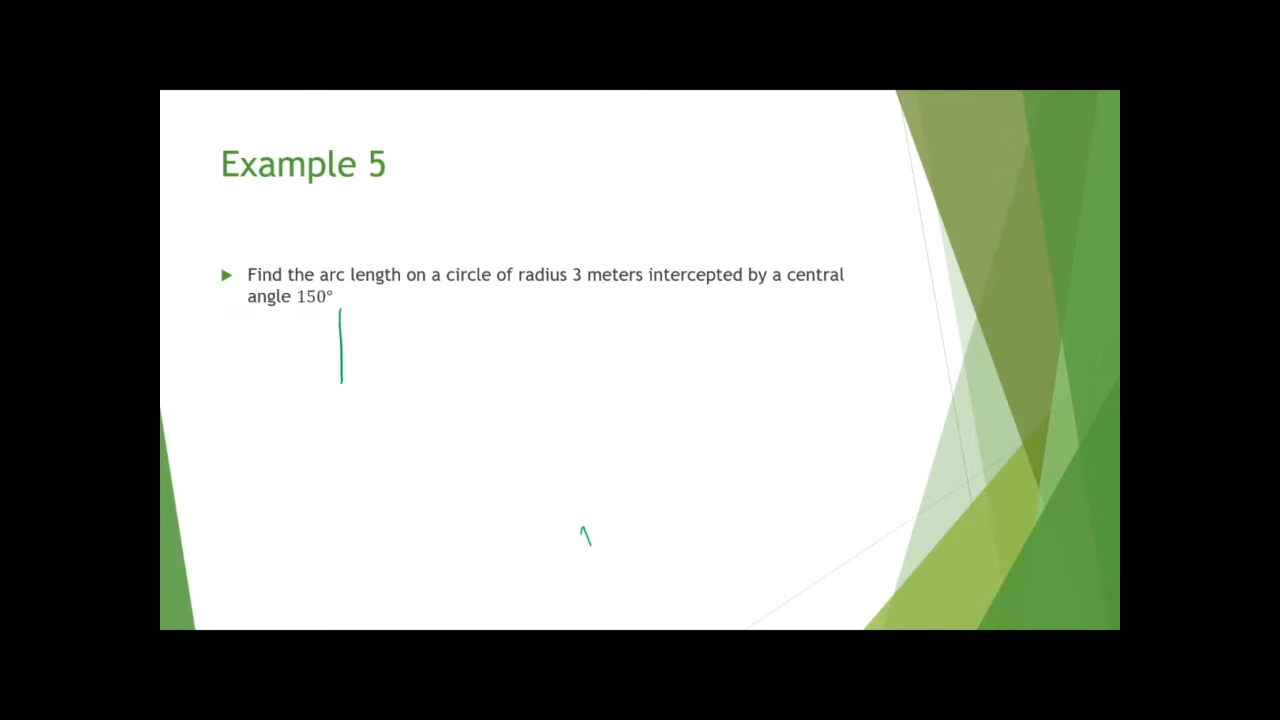 Example 5
Find the arc length on a circle of radius 3 meters intercepted by a central
angle 150°